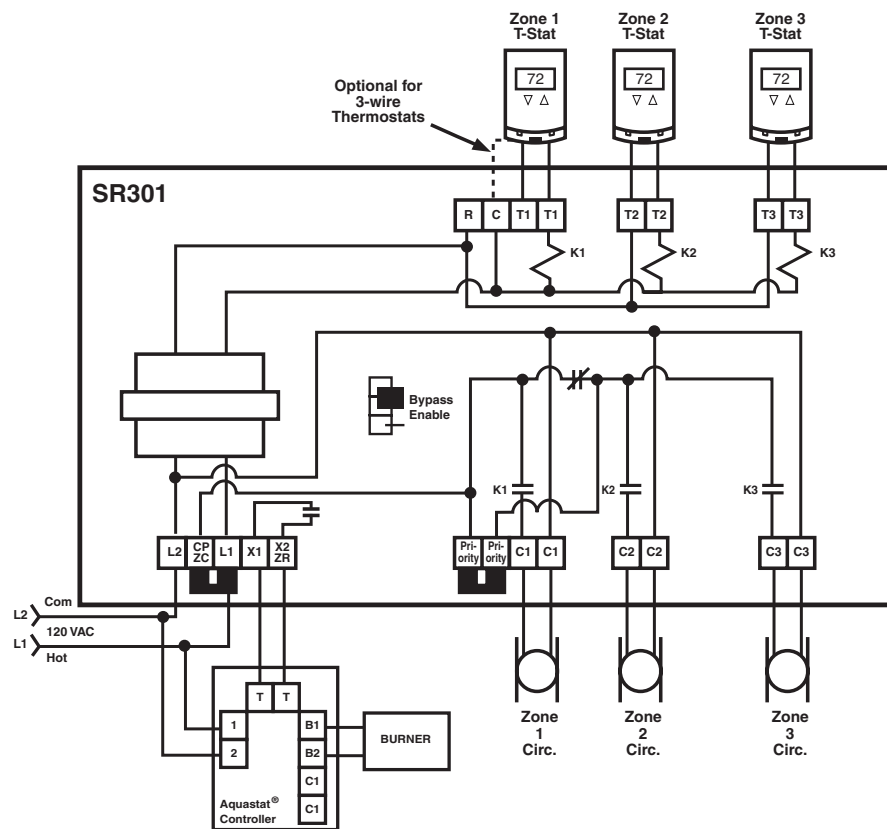 Zone 1
T-Stat
Zone 2
T-Stat
Zone 3
T-Stat
72
72
72
Optional for
3-wire
Thermostats
SR301
R
C
T1
T1
T2
T2
T3
T3
K1
K2
K3
Bypass
Enable
K1
K2
K3
L2
CP
ZC
L1
X1
X2
ZR
Pri-
ority
Pri-
ority
C1
C1
C2
C2
C3
C3
L2
Com
L1
120 VAC
Hot
T
T
1
2
B1
B2
C1
C1
BURNER
Aquastat®
Controller
Zone
1
Circ.
Zone
2
Circ.
Zone
3
Circ.